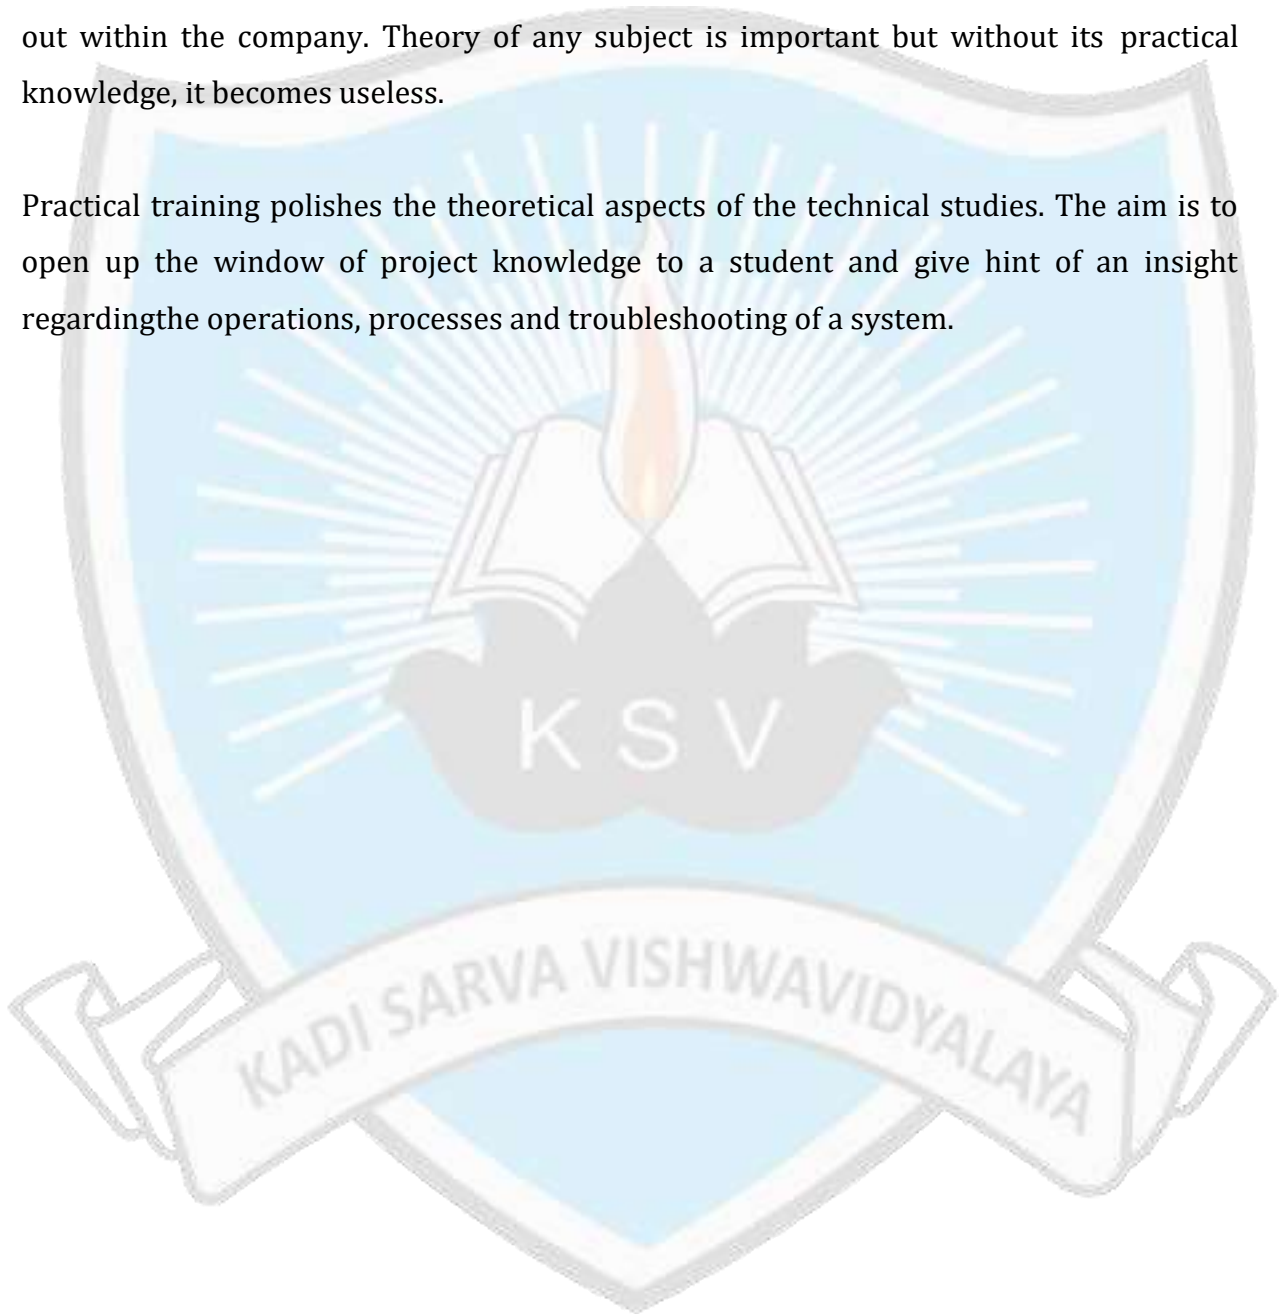 out within the company. Theory of any subject is important but without its practical
knowledge, it becomes useless.
Practical training polishes the theoretical aspects of the technical studies. The aim is to
open up the window of project knowledge to a student and give hint of an insight
regardingthe operations, processes and troubleshooting of a system.
K S V
KADI SARVA VISHWAVIDYALAYA